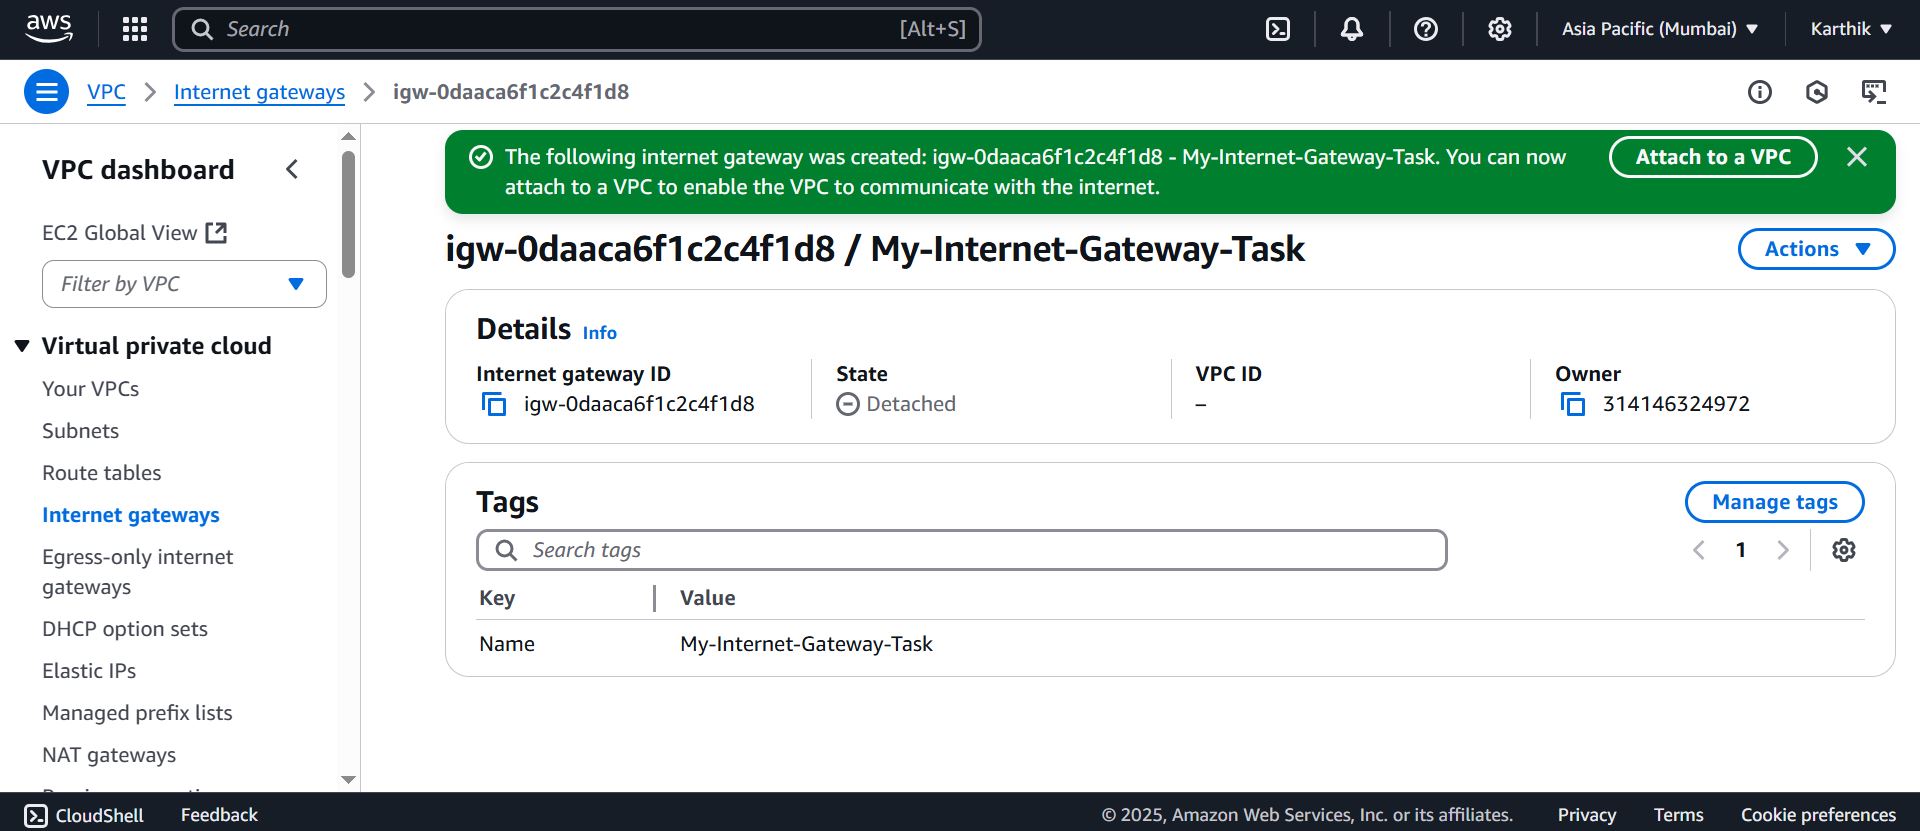 aws
Search
[Alt+S]
Asia Pacific (Mumbai)
Karthik
VPC
Internet gateways
igw-0daaca6f1c2c4f1d8
VPC dashboard
EC2 Global View
Filter by VPC
Virtual private cloud
Your VPCs
Subnets
Route tables
Internet gateways
Egress-only internet
gateways
DHCP option sets
Elastic IPs
Managed prefix lists
NAT gateways
The following internet gateway was created: igw-0daaca6f1c2c4f1d8 - My-Internet-Gateway-Task. You can now
attach to a VPC to enable the VPC to communicate with the internet.
Attach to a VPC
igw-0daaca6f1c2c4f1d8 / My-Internet-Gateway-Task
Actions
Details Info
Internet gateway ID
igw-0daaca6f1c2c4f1d8
State
Detached
VPC ID
–
Owner
314146324972
Tags
Manage tags
Search tags
1
Key
Value
Name
My-Internet-Gateway-Task
CloudShell
Feedback
© 2025, Amazon Web Services, Inc. or its affiliates.
Privacy
Terms
Cookie preferences